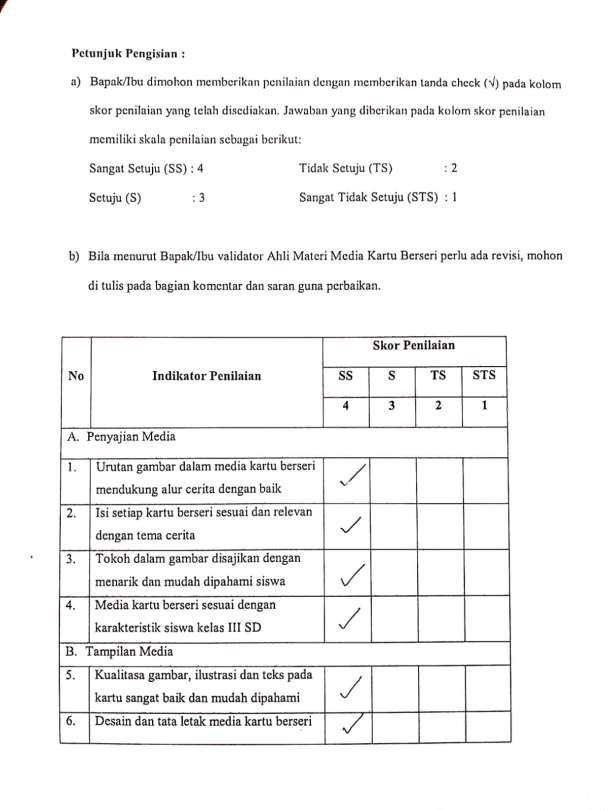 Petunjuk Pengisian :
a) Bapak/Ibu dimohon memberikan penilaian dengan memberikan tanda check (√) pada kolom
skor penilaian yang telah disediakan. Jawaban yang diberikan pada kolom skor penilaian
memiliki skala penilaian sebagai berikut:
Sangat Setuju (SS) : 4 Tidak Setuju (TS) : 2
Setuju (S) : 3 Sangat Tidak Setuju (STS) : 1
b) Bila menurut Bapak/Ibu validator Ahli Materi Media Kartu Berseri perlu ada revisi, mohon
di tulis pada bagian komentar dan saran guna perbaikan.
Skor Penilaian
No Indikator Penilaian SS S TS STS
4 3 2 1
A. Penyajian Media
1. Urutan gambar dalam media kartu berseri ✓
mendukung alur cerita dengan baik
2. Isi setiap kartu berseri sesuai dan relevan ✓
dengan tema cerita
3. Tokoh dalam gambar disajikan dengan ✓
menarik dan mudah dipahami siswa
4. Media kartu berseri sesuai dengan ✓
karakteristik siswa kelas III SD
B. Tampilan Media
5. Kualitasa gambar, ilustrasi dan teks pada ✓
kartu sangat baik dan mudah dipahami
6. Desain dan tata letak media kartu berseri ✓